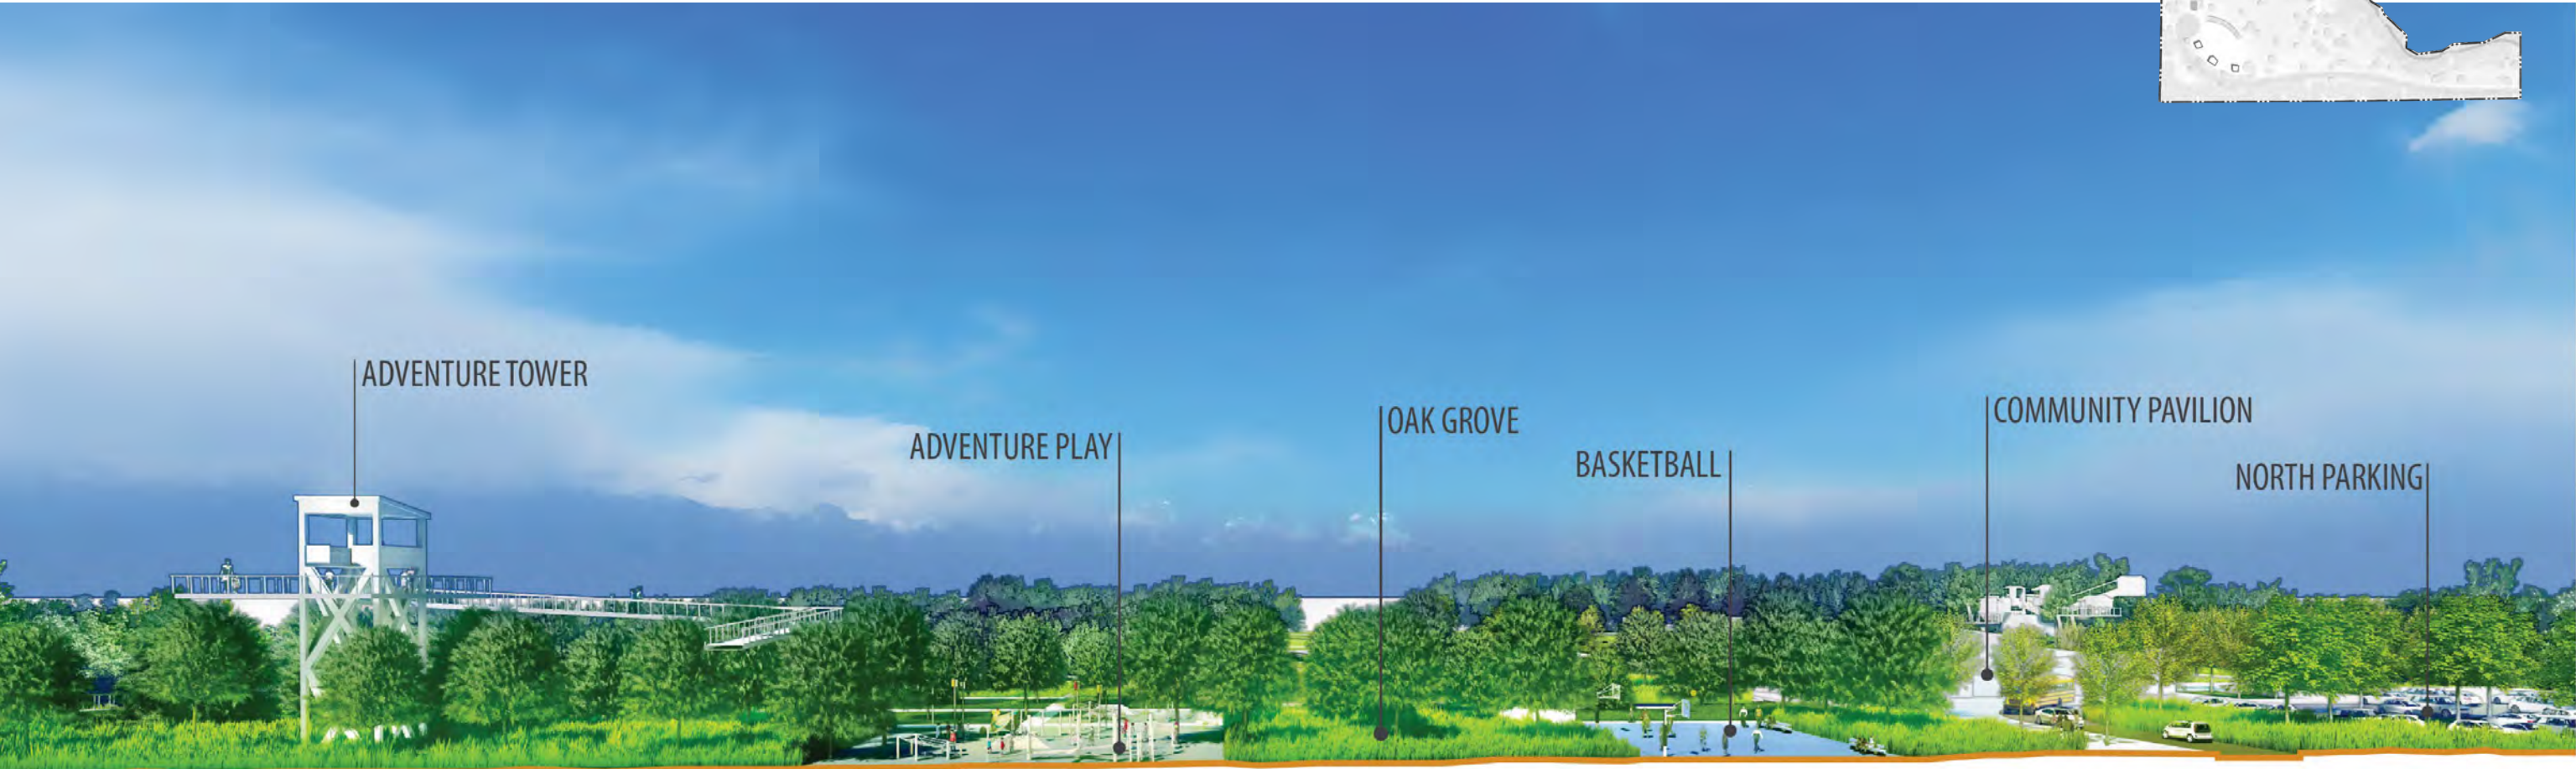 ADVENTURE TOWER
ADVENTURE PLAY
OAK GROVE
BASKETBALL
COMMUNITY PAVILION
NORTH PARKING